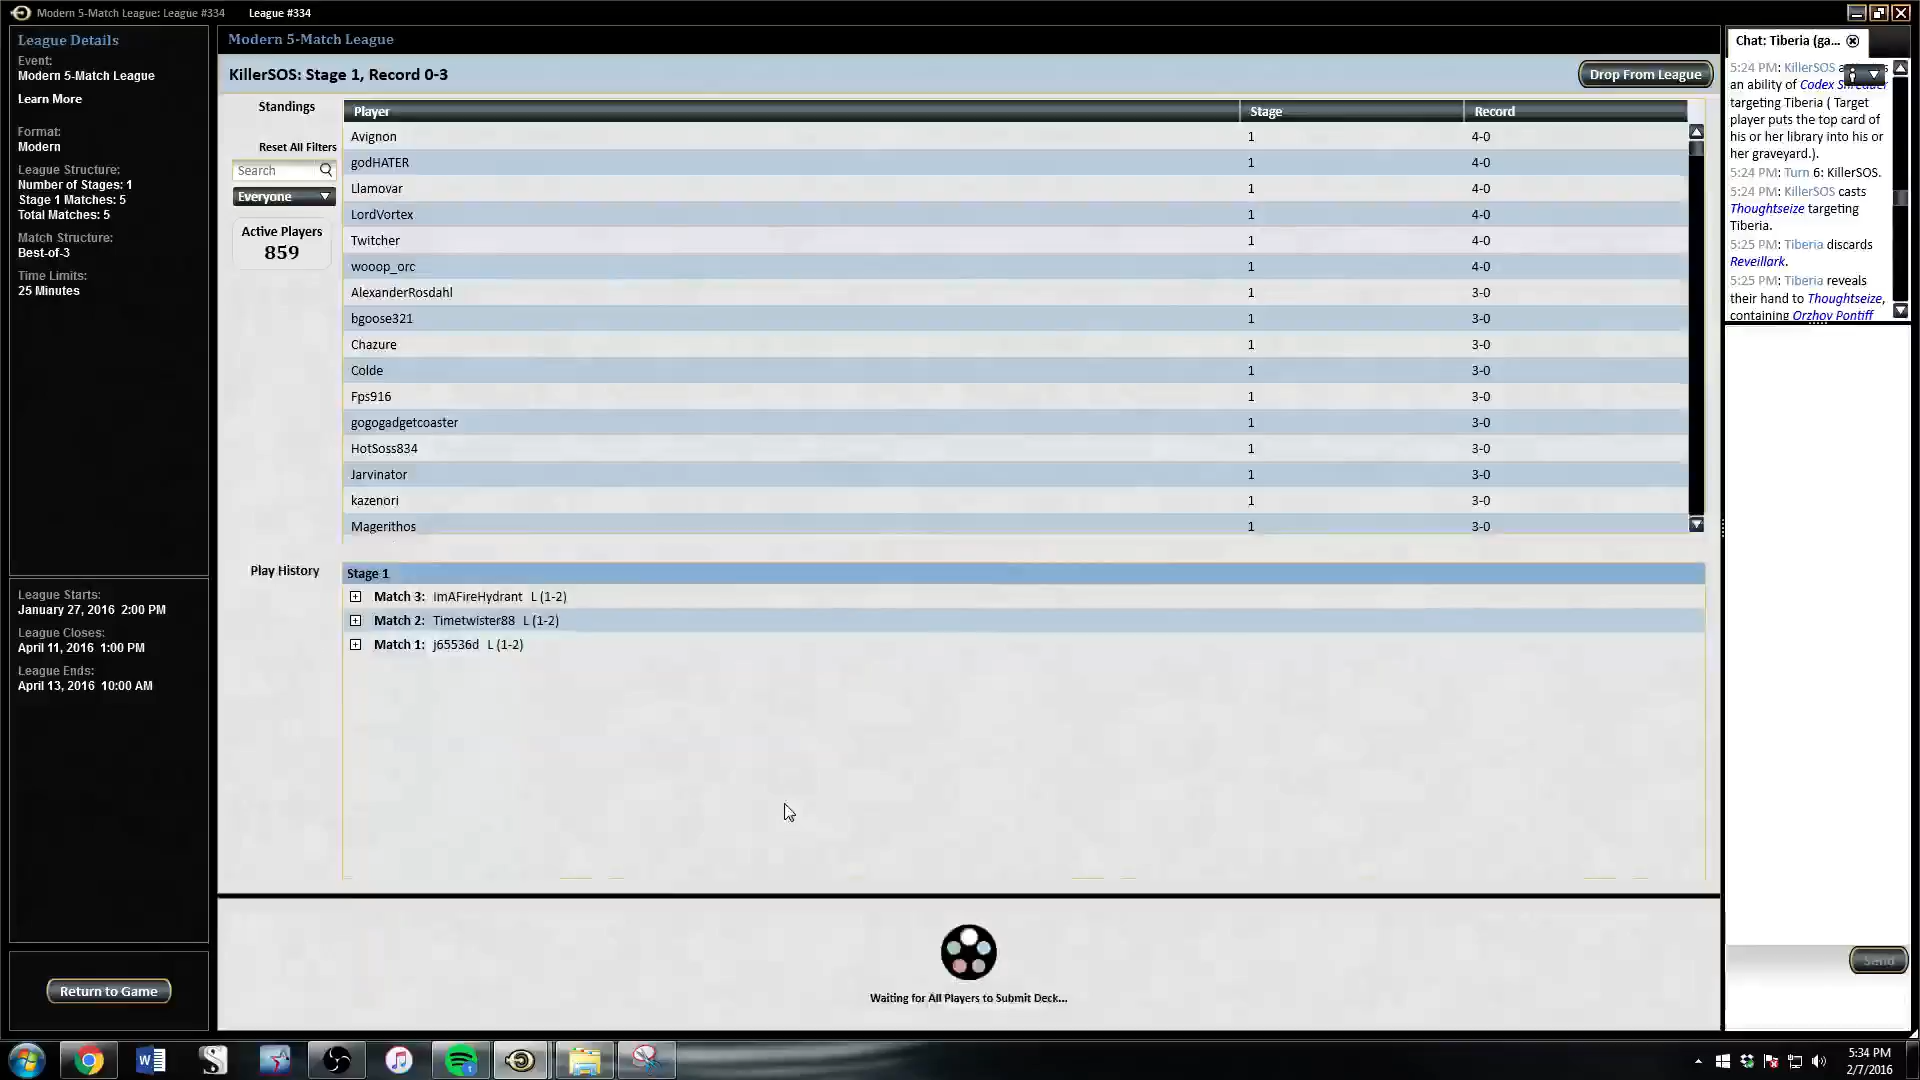 Modern 5-Match League: League #334 League #334
League Details
Event:
Modern 5-Match League
Learn More
Format:
Modern
League Structure:
Number of Stages: 1
Stage 1 Matches: 5
Total Matches: 5
Match Structure:
Best-of-3
Time Limits:
25 Minutes
League Starts:
January 27, 2016 2:00 PM
League Closes:
April 11, 2016 1:00 PM
League Ends:
April 13, 2016 10:00 AM
Return to Game
Modern 5-Match League
KillerSOS: Stage 1, Record 0-3
Drop From League
Standings
Reset All Filters
Search
Everyone
Active Players
859
Player Stage Record
Avignon 1 4-0
godHATER 1 4-0
Llamovar 1 4-0
LordVortex 1 4-0
Twitcher 1 4-0
wooop_orc 1 4-0
AlexanderRosdahl 1 3-0
bgoose321 1 3-0
Chazure 1 3-0
Colde 1 3-0
Fps916 1 3-0
gogogadgetcoaster 1 3-0
HotSoss834 1 3-0
Jarvinator 1 3-0
kazenori 1 3-0
Magerithos 1 3-0
Play History
Stage 1
Match 3: ImAFireHydrant L (1-2)
Match 2: Timetwister88 L (1-2)
Match 1: j65536d L (1-2)
Waiting for All Players to Submit Deck...
Chat: Tiberia (ga...
5:24 PM: KillerSOS
an ability of Codex Shredder
targeting Tiberia ( Target
player puts the top card of
his or her library into his or
her graveyard.).
5:24 PM: Turn 6: KillerSOS.
5:24 PM: KillerSOS casts
Thoughtseize targeting
Tiberia.
5:25 PM: Tiberia discards
Reveillark.
5:25 PM: Tiberia reveals
their hand to Thoughtseize,
containing Orzhov Pontiff
Send
5:34 PM
2/7/2016